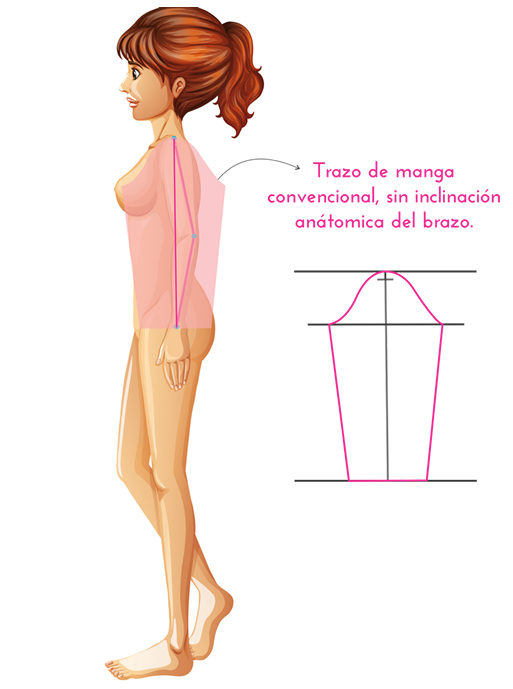 Trazo de manga
convencional, sin inclinación
anátomica del brazo.